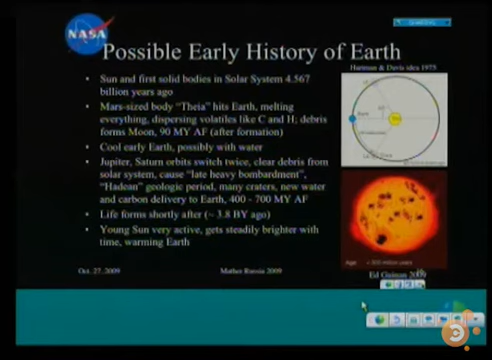 NASA
Possible Early History of Earth
Hartman & Davis idea 1975
• Sun and first solid bodies in Solar System 4.567
billion years ago
• Mars-sized body "Theia" hits Earth, melting
everything, dispersing volatiles like C and H; debris
forms Moon, 90 MY AF (after formation)
• Cool early Earth, possibly with water
• Jupiter, Saturn orbits switch twice, clear debris from
solar system, cause "late heavy bombardment",
"Hadean" geologic period, many craters, new water
and carbon delivery to Earth, 400 - 700 MY AF
• Life forms shortly after (~ 3.8 BY ago)
• Young Sun very active, gets steadily brighter with
time, warming Earth
Ed Guinan 2009
Oct. 27, 2009
Mather Russia 2009